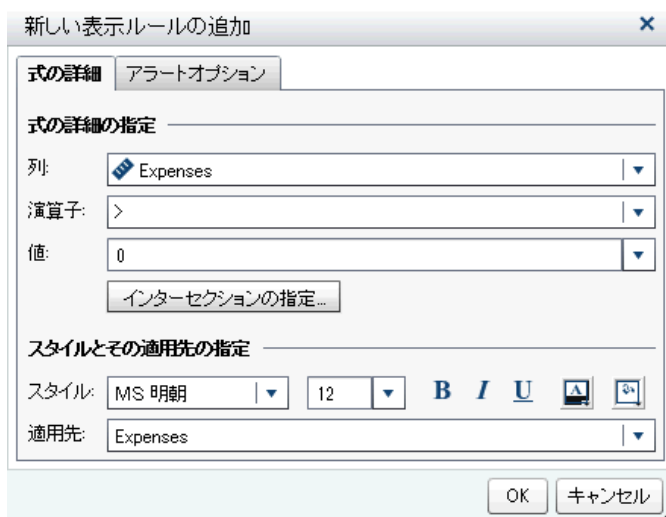 新しい表示ルールの追加
式の詳細 アラートオプション
式の詳細の指定
列: Expenses
演算子: >
値: 0
インターセクションの指定...
スタイルとその適用先の指定
スタイル: MS 明朝 12 B I U A
適用先: Expenses
OK キャンセル